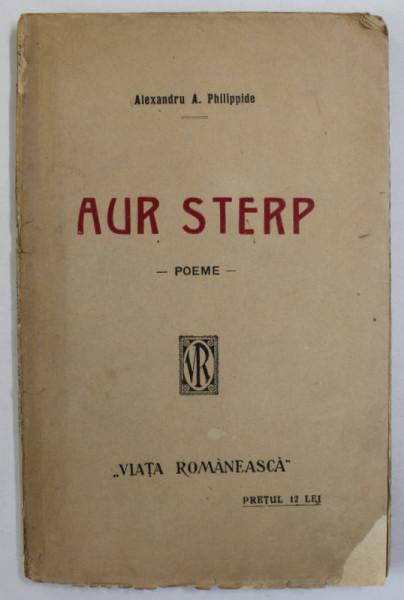 Alexandru A. Philippide
AUR STERP
— POEME —
VR
„VIAȚA ROMÂNEASCĂ"
PREȚUL 12 LEI